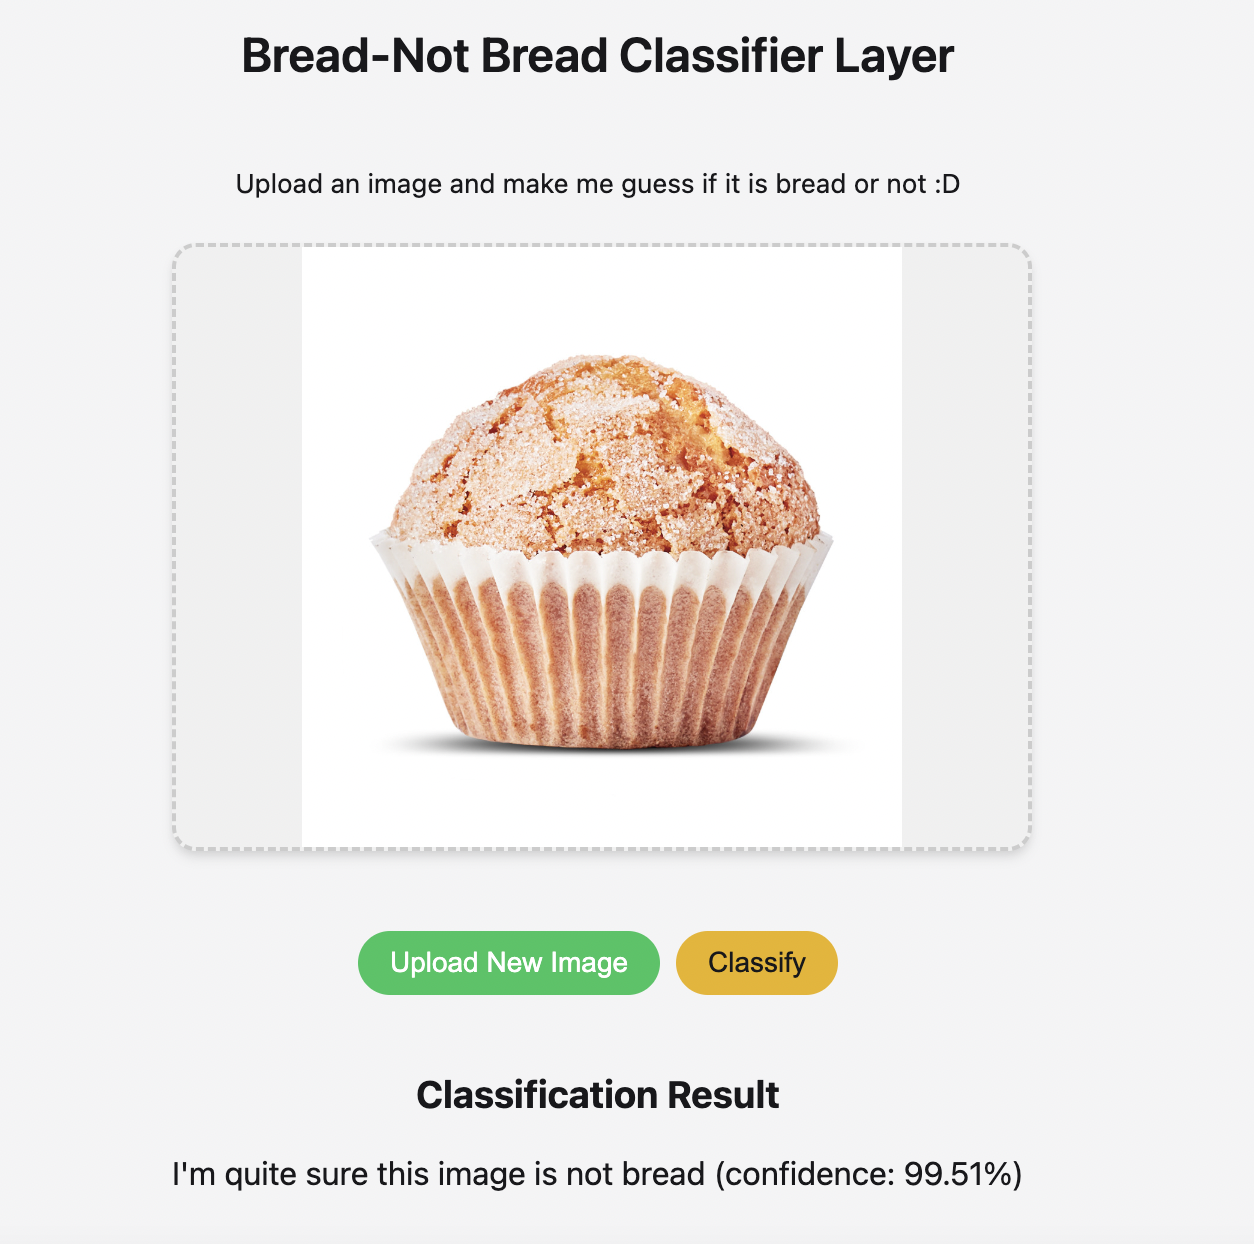 Bread-Not Bread Classifier Layer
Upload an image and make me guess if it is bread or not :D
Upload New Image
Classify
Classification Result
I'm quite sure this image is not bread (confidence: 99.51%)